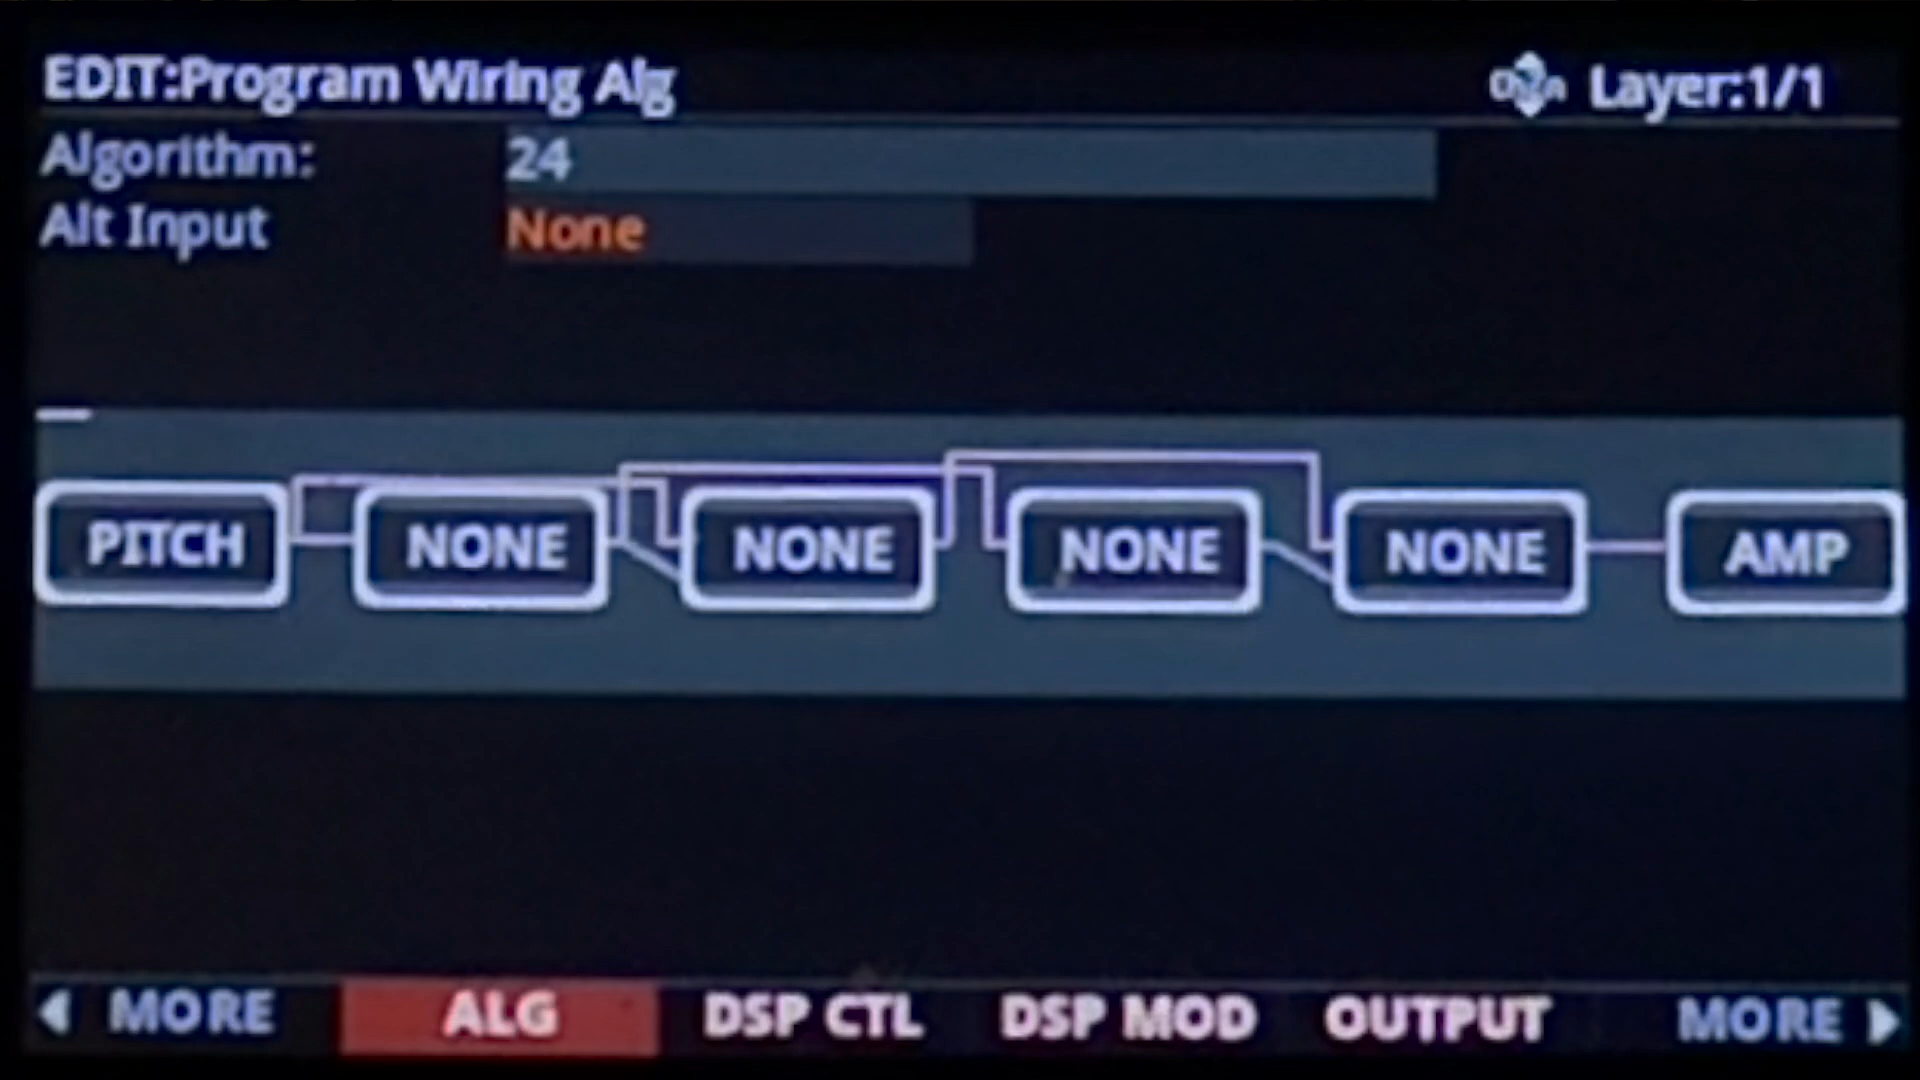 EDIT:Program Wiring Alg Layer:1/1
Algorithm: 24
Alt Input None
PITCH NONE NONE NONE NONE AMP
MORE ALG DSP CTL DSP MOD OUTPUT MORE